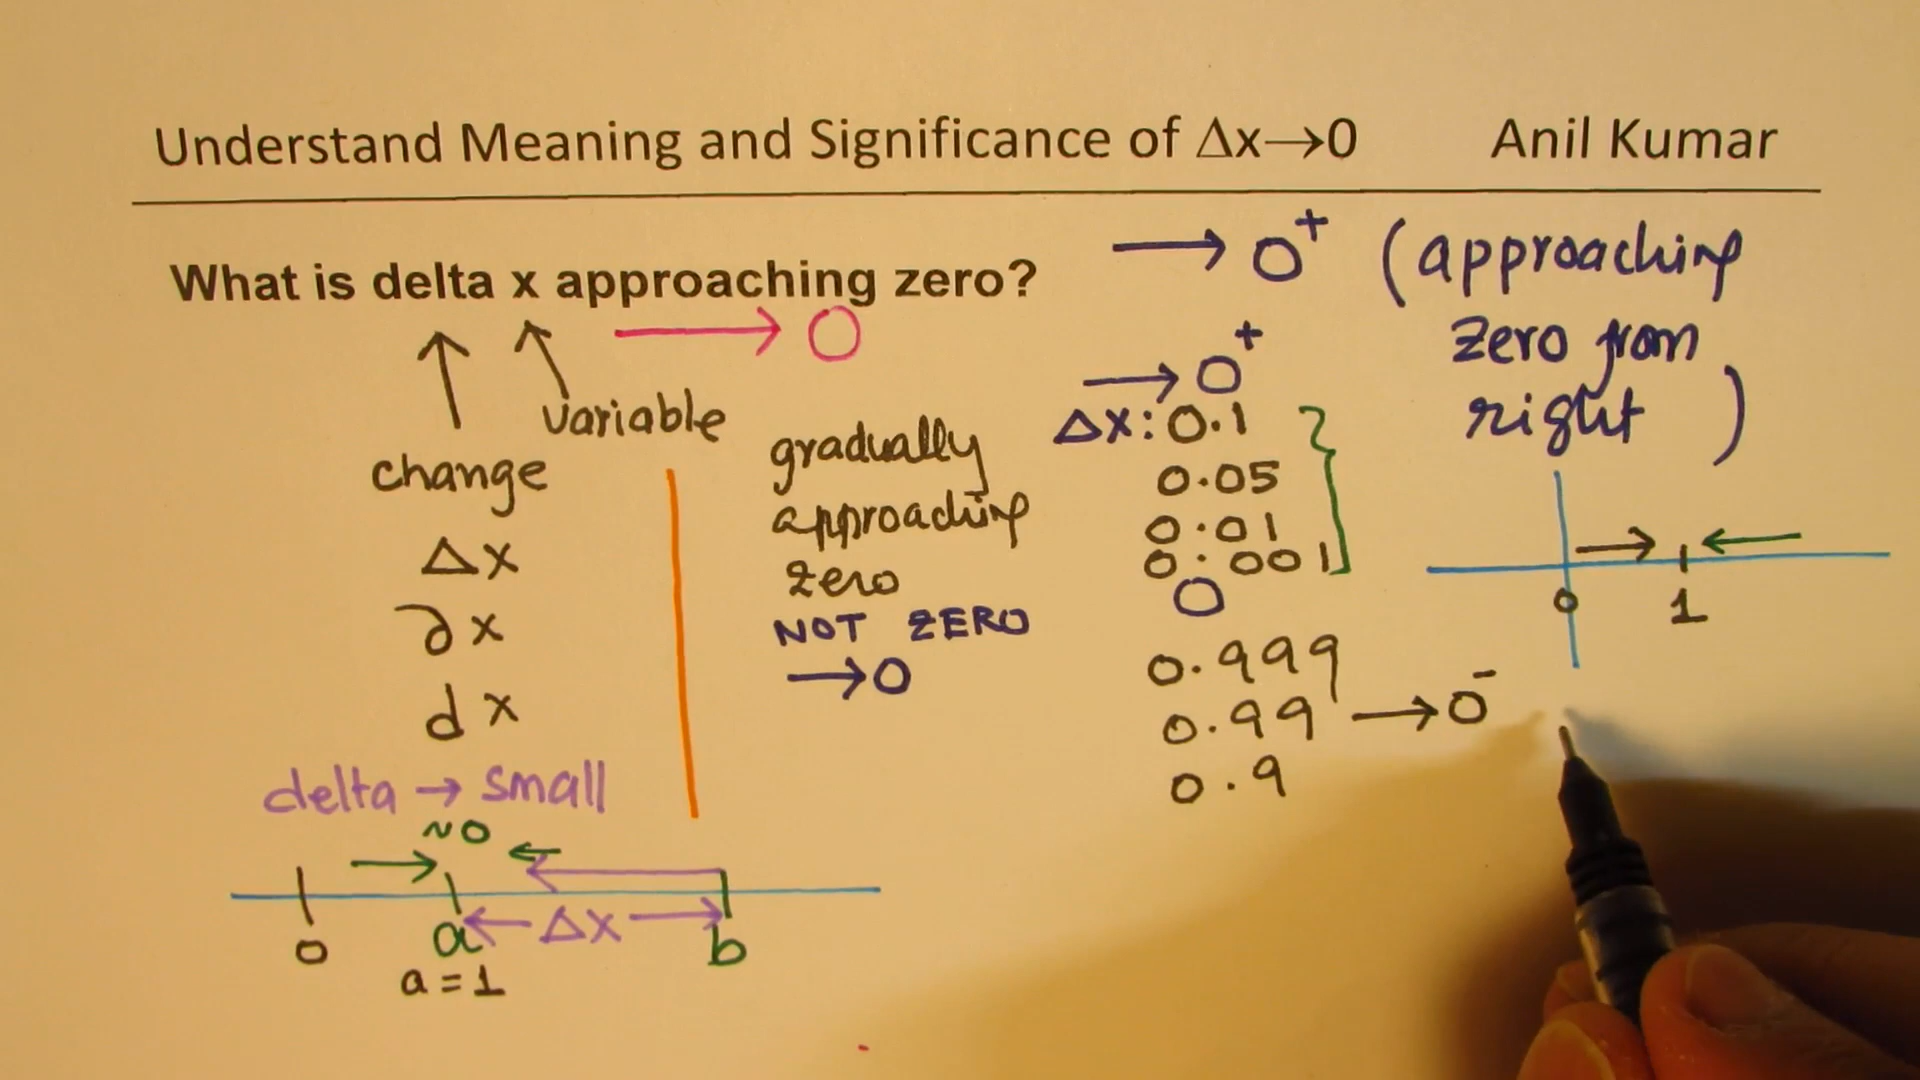 Understand Meaning and Significance of Δx→0 Anil Kumar
What is delta x approaching zero?
→ 0
variable
change
Δx
∂x
dx
delta → small
~0
0 a ← Δx → b
a = 1
gradually
approaching
zero
NOT ZERO
→0
→ 0⁺ (approaching
zero from
right )
→ 0⁺
Δx: 0.1
0.05
0.01
0.001
0
0.999
0.99 → 0⁻
0.9
0 1